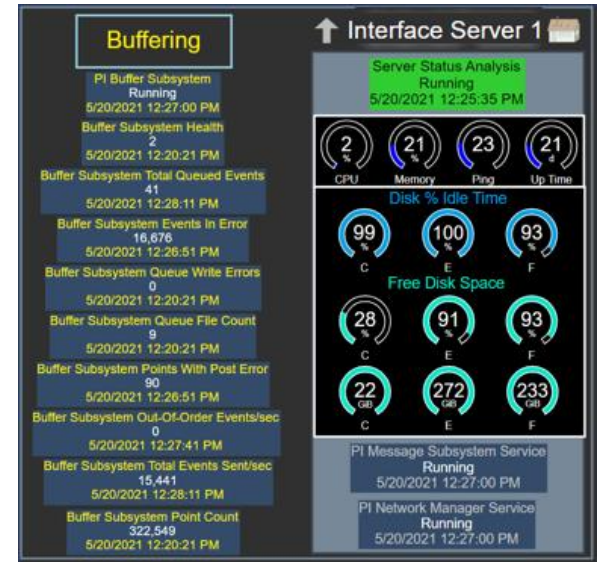 Buffering
PI Buffer Subsystem
Running
5/20/2021 12:27:00 PM
Buffer Subsystem Health
2
5/20/2021 12:20:21 PM
Buffer Subsystem Total Queued Events
41
5/20/2021 12:28:11 PM
Buffer Subsystem Events In Error
16,676
5/20/2021 12:26:51 PM
Buffer Subsystem Queue Write Errors
0
5/20/2021 12:20:21 PM
Buffer Subsystem Queue File Count
9
5/20/2021 12:20:21 PM
Buffer Subsystem Points With Post Error
90
5/20/2021 12:26:51 PM
Buffer Subsystem Out-Of-Order Events/sec
0
5/20/2021 12:27:41 PM
Buffer Subsystem Total Events Sent/sec
15,441
5/20/2021 12:28:11 PM
Buffer Subsystem Point Count
322,549
5/20/2021 12:20:21 PM
Interface Server 1
Server Status Analysis
Running
5/20/2021 12:25:35 PM
2 21 23 21
% % d
CPU Memory Ping Up Time
Disk % Idle Time
99 100 93
% % %
C E F
Free Disk Space
28 91 93
% % %
C E F
22 272 233
GiB GiB GiB
C E F
PI Message Subsystem Service
Running
5/20/2021 12:27:00 PM
PI Network Manager Service
Running
5/20/2021 12:27:00 PM